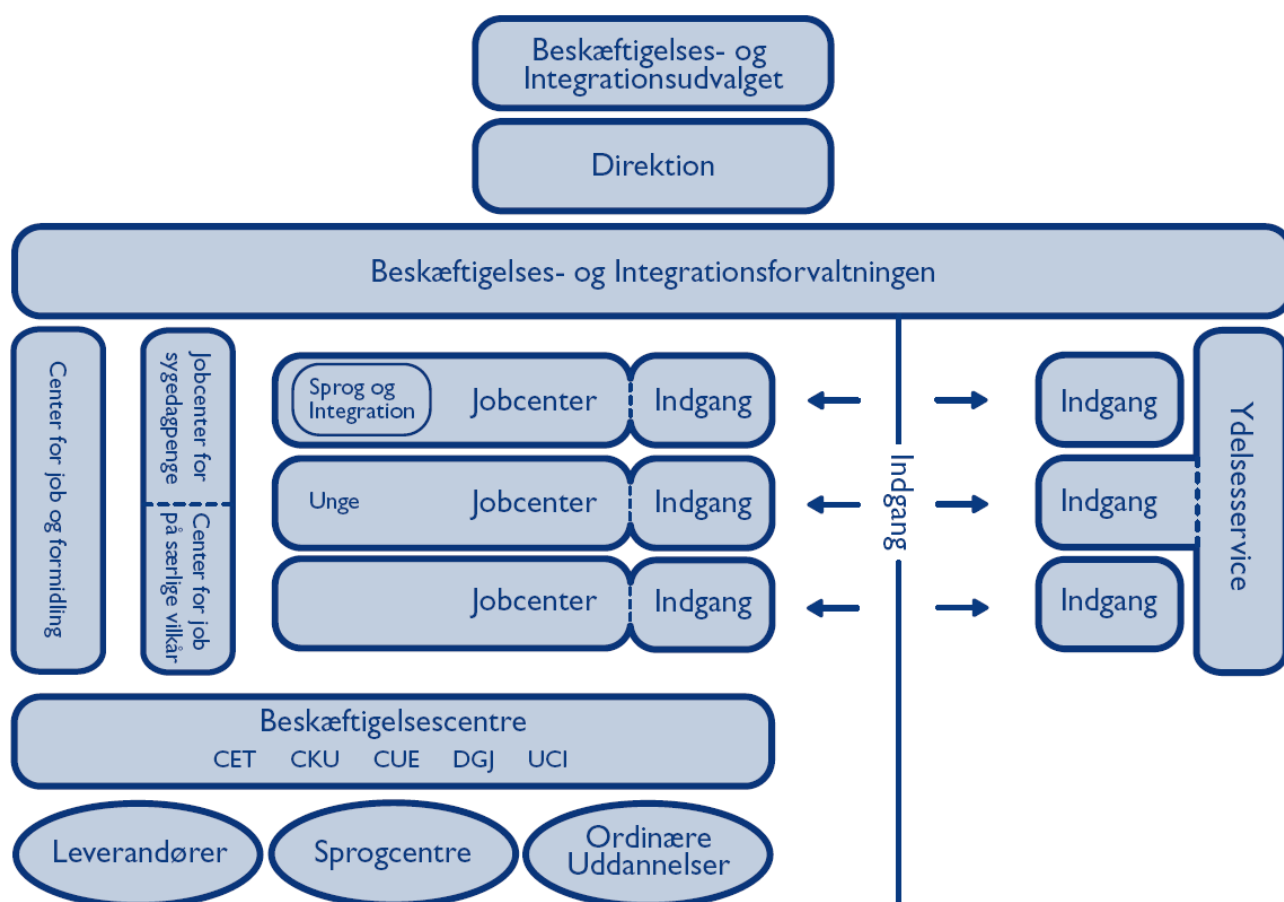 Beskæftigelses- og
Integrationsudvalget
Direktion
Beskæftigelses- og Integrationsforvaltningen
Center for job og formidling
Jobcenter for
sygedagpenge
Center for job
på særlige vilkår
Sprog og
Integration
Jobcenter
Indgang
Unge
Jobcenter
Indgang
Jobcenter
Indgang
Indgang
Indgang
Indgang
Indgang
Ydelsesservice
Beskæftigelsescentre
CET CKU CUE DGJ UCI
Leverandører
Sprogcentre
Ordinære
Uddannelser